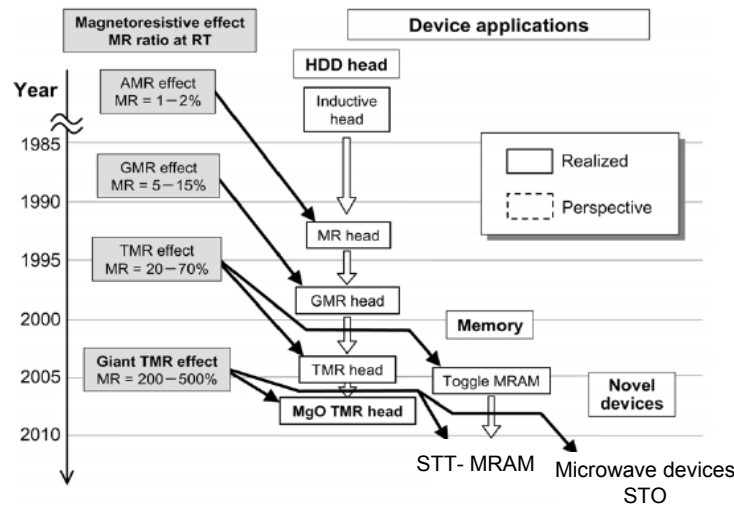 Magnetoresistive effect
MR ratio at RT
Device applications
HDD head
Year
AMR effect
MR = 1−2%
Inductive
head
1985
Realized
GMR effect
MR = 5−15%
1990
Perspective
MR head
TMR effect
MR = 20−70%
1995
GMR head
2000
Memory
Giant TMR effect
MR = 200−500%
TMR head
2005
Toggle MRAM
Novel
devices
MgO TMR head
2010
STT- MRAM
Microwave devices
STO